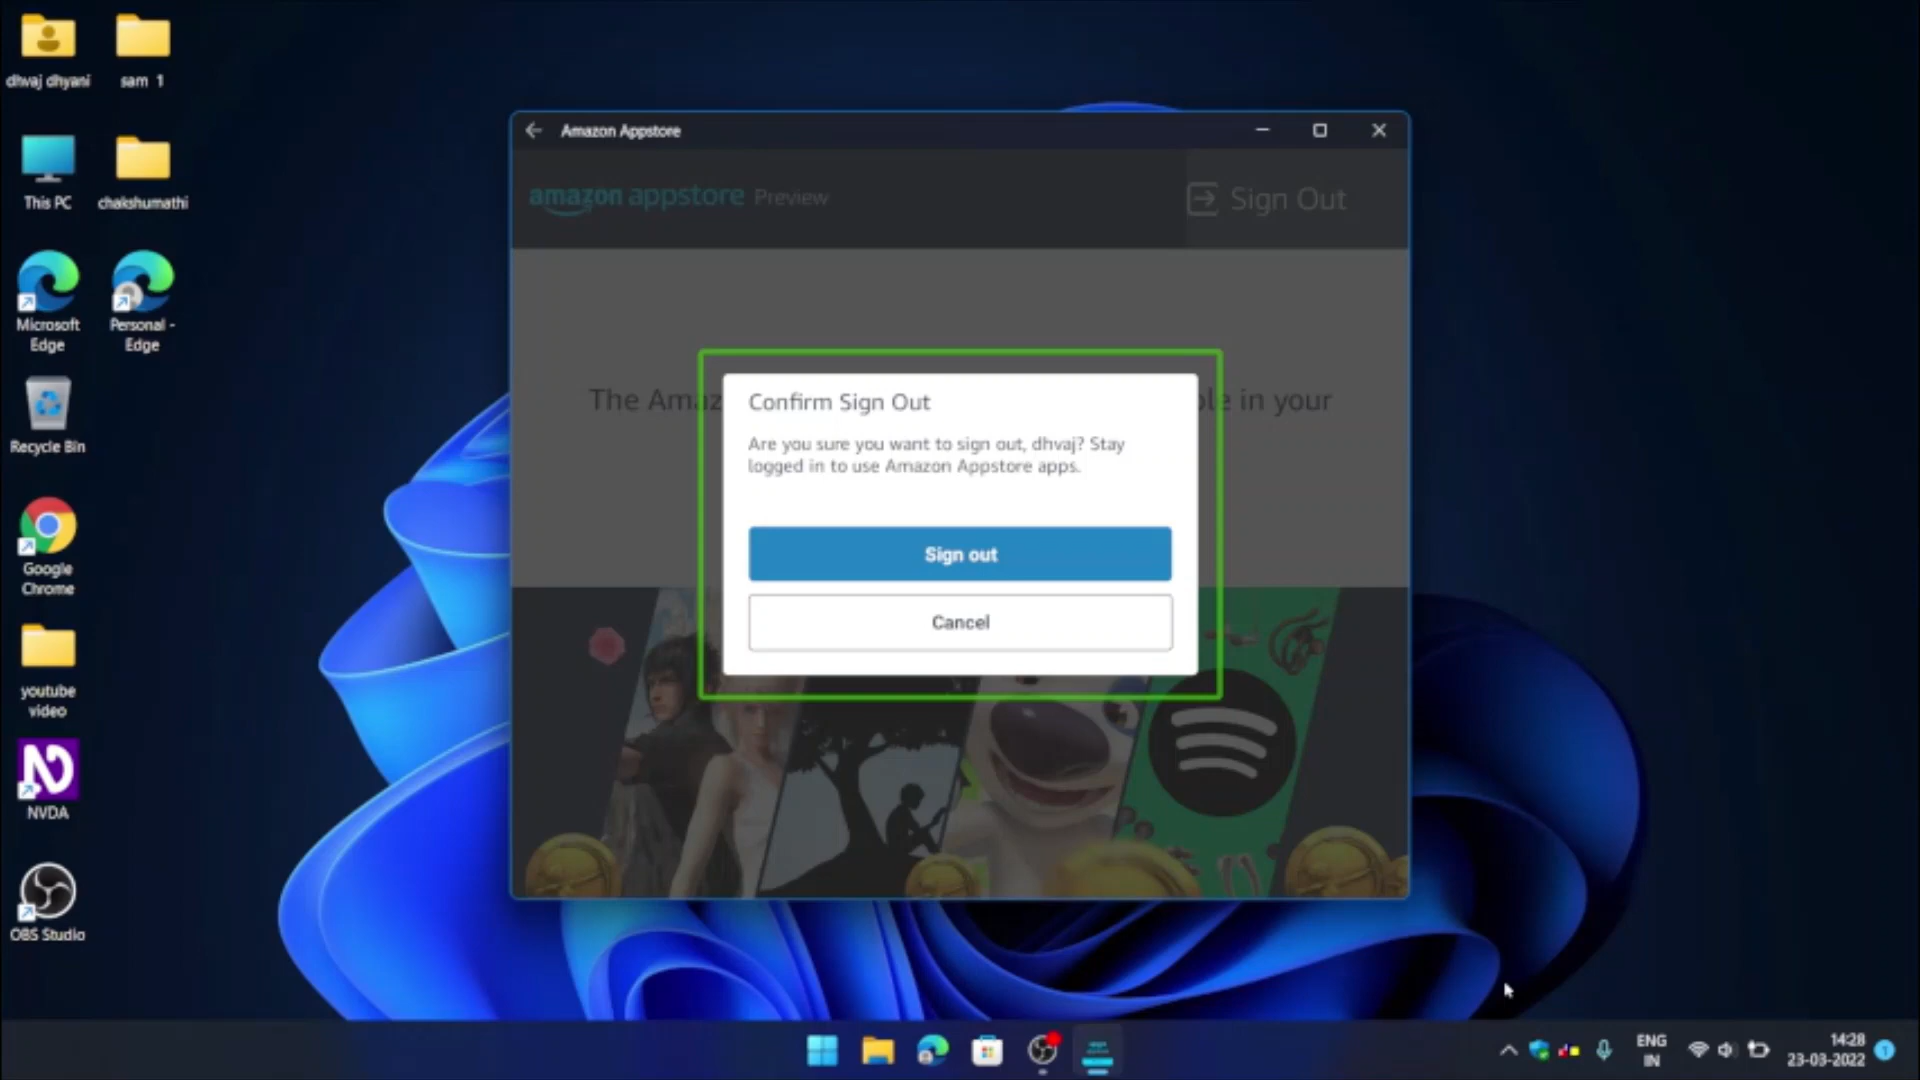 dhvaj dhyani
sam 1
This PC
chakshumathi
Microsoft
Edge
Personal -
Edge
Recycle Bin
Google
Chrome
youtube
video
NVDA
OBS Studio
Amazon Appstore
amazon appstore Preview
Sign Out
The Amaz
ble in your
Confirm Sign Out
Are you sure you want to sign out, dhvaj? Stay
logged in to use Amazon Appstore apps.
Sign out
Cancel
ENG
IN
14:28
23-03-2022
1